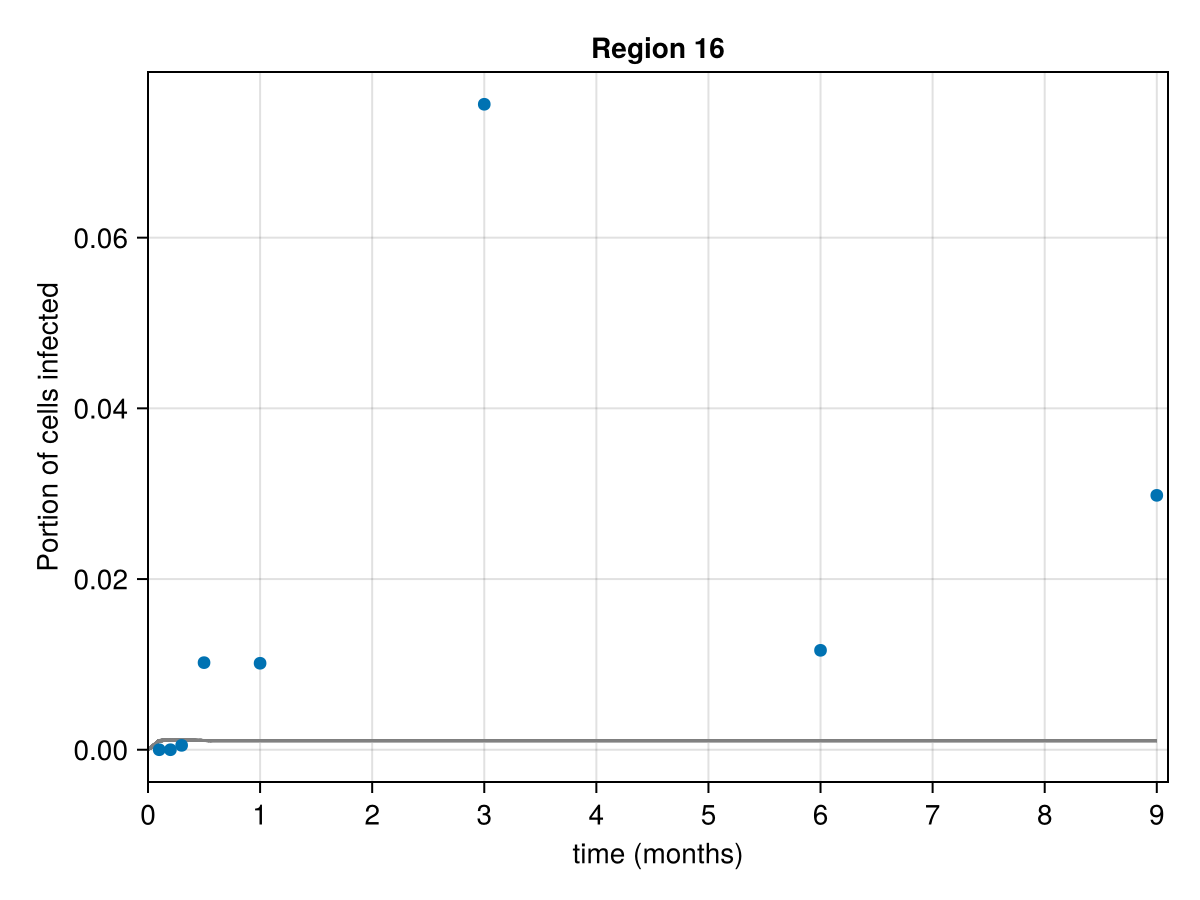 Region 16
Portion of cells infected
0.06
0.04
0.02
0.00
0 1 2 3 4 5 6 7 8 9
time (months)